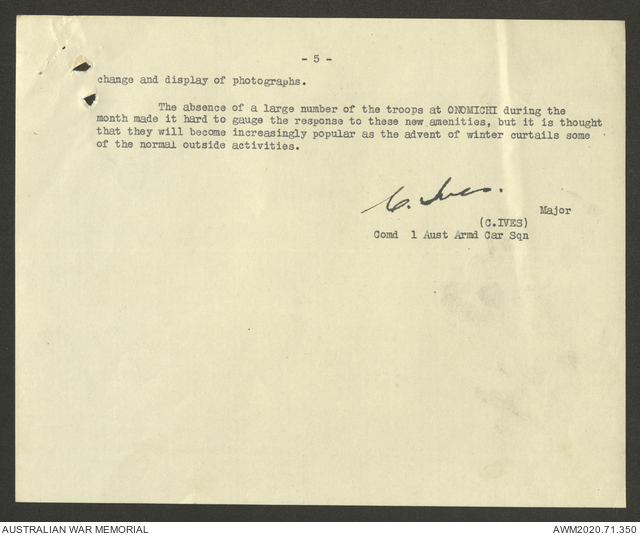 - 5 -
change and display of photographs.
The absence of a large number of the troops at ONOMICHI during the
month made it hard to gauge the response to these new amenities, but it is thought
that they will become increasingly popular as the advent of winter curtails some
of the normal outside activities.
C. Ives.
Major
(C.IVES)
Comd 1 Aust Armd Car Sqn
AUSTRALIAN WAR MEMORIAL
AWM2020.71.350